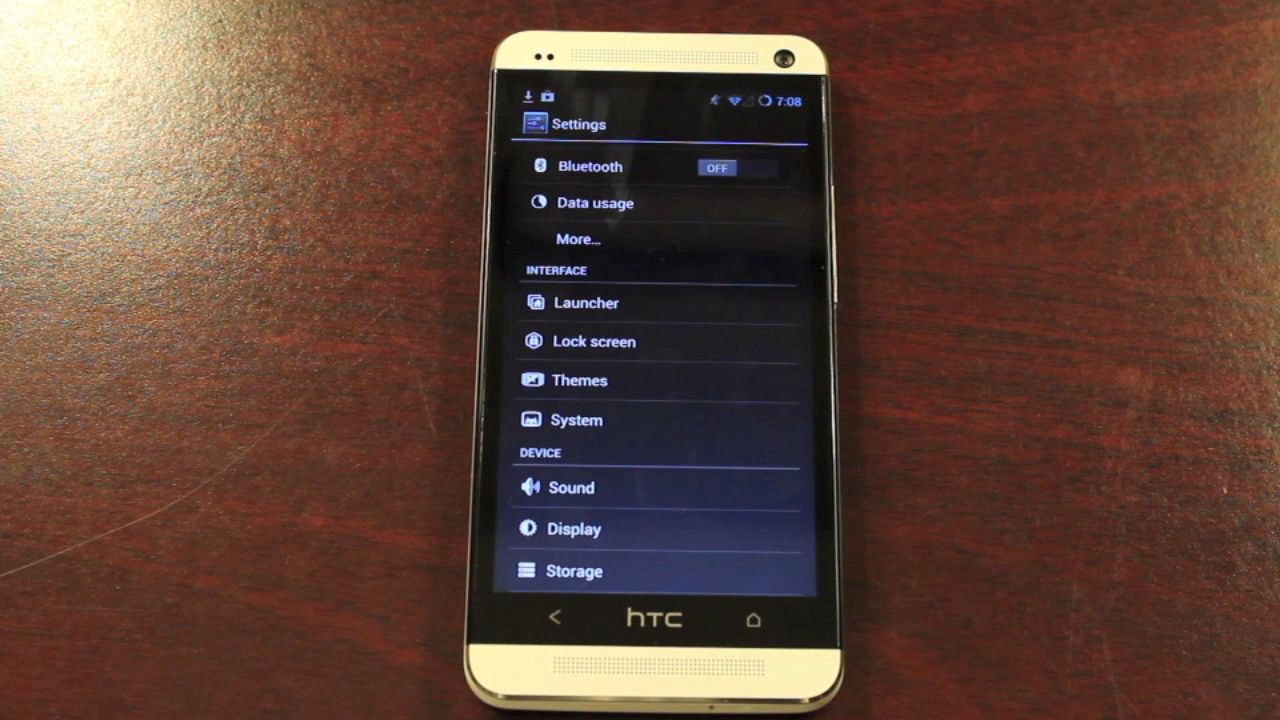 7:08
Settings
Bluetooth OFF
Data usage
More...
INTERFACE
Launcher
Lock screen
Themes
System
DEVICE
Sound
Display
Storage
hTC